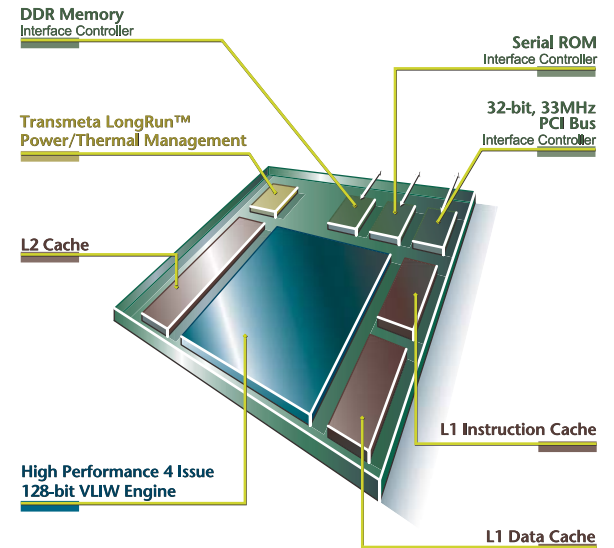 DDR Memory
Interface Controller
Serial ROM
Interface Controller
32-bit, 33MHz
PCI Bus
Interface Controller
Transmeta LongRun™
Power/Thermal Management
L2 Cache
L1 Instruction Cache
High Performance 4 Issue
128-bit VLIW Engine
L1 Data Cache